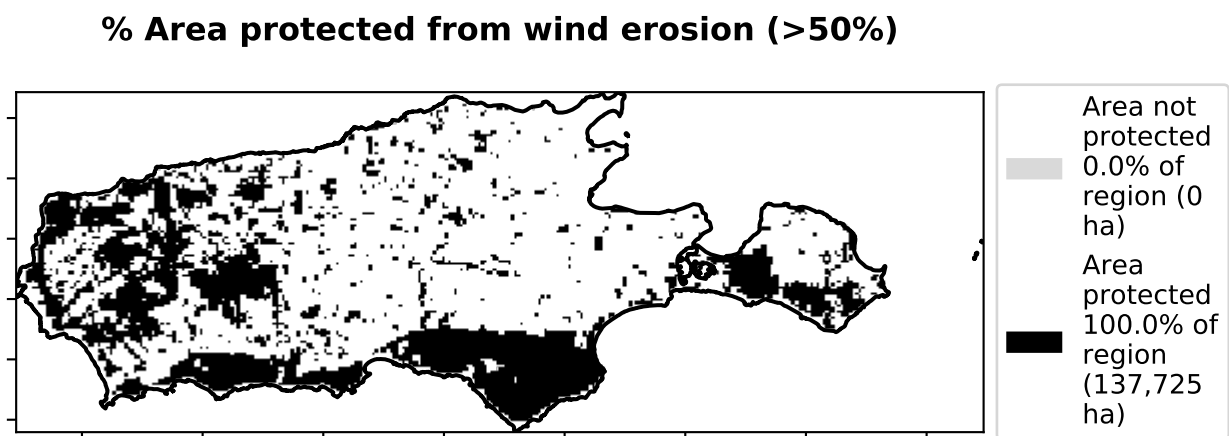 % Area protected from wind erosion (>50%)
Area not
protected
0.0% of
region (0
ha)
Area
protected
100.0% of
region
(137,725
ha)